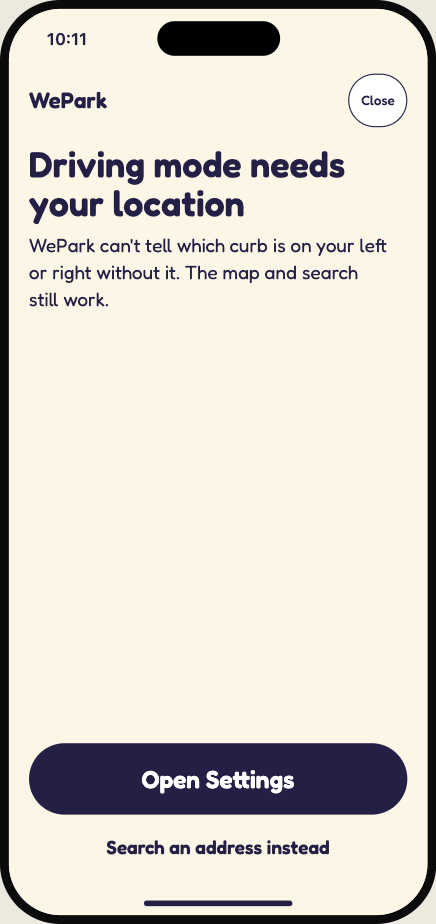 10:11
WePark
Close
Driving mode needs
your location
WePark can't tell which curb is on your left
or right without it. The map and search
still work.
Open Settings
Search an address instead